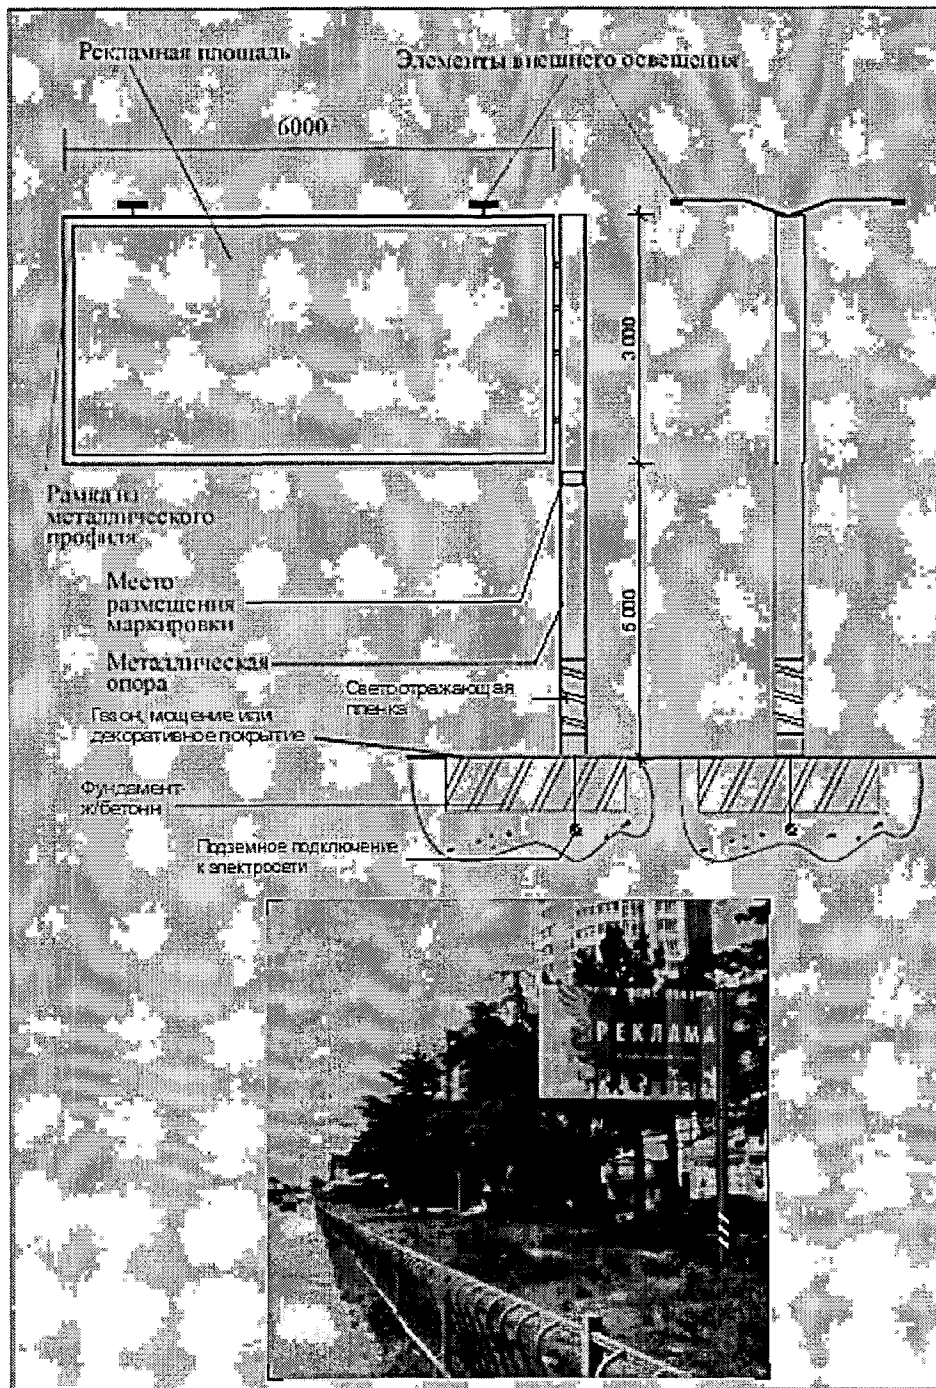 Рекламная площадь
Элементы внешнего освещения
6000
3 000
Рамка из
металлического
профиля
Место
размещения
маркировки
5 000
Металлическая
опора
Светоотражающая
пленка
Газон, мощение или
декоративное покрытие
Фундамент-
ж/бетонн
Подземное подключение
к электросети
РЕКЛАМА